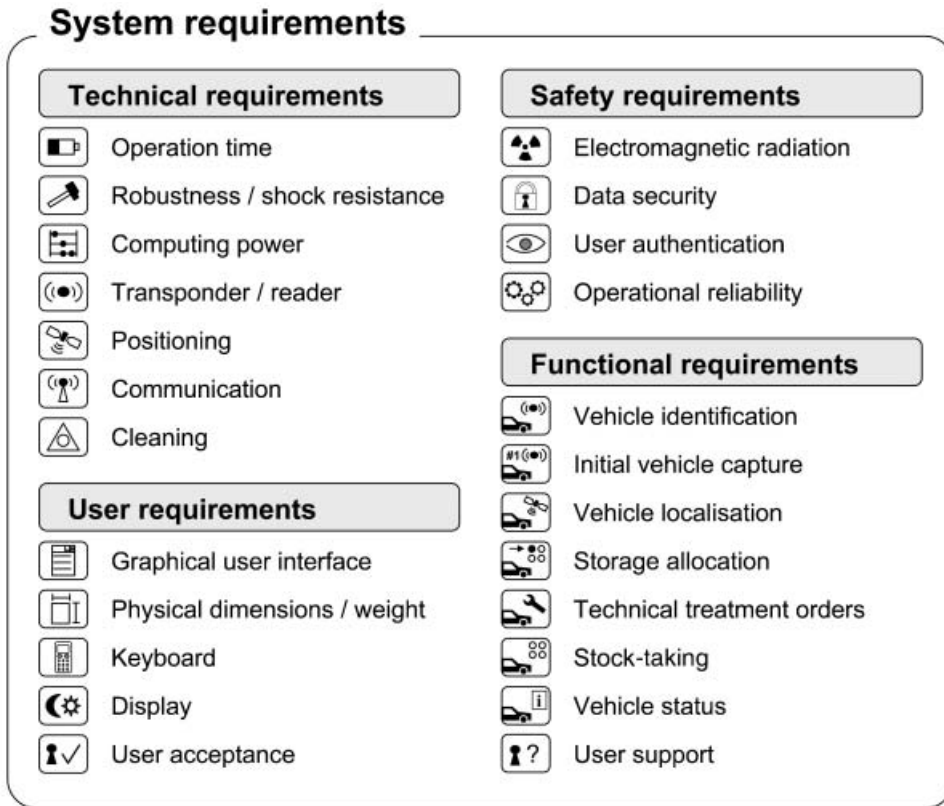 System requirements
Technical requirements
Operation time
Robustness / shock resistance
Computing power
Transponder / reader
Positioning
Communication
Cleaning
User requirements
Graphical user interface
Physical dimensions / weight
Keyboard
Display
User acceptance
Safety requirements
Electromagnetic radiation
Data security
User authentication
Operational reliability
Functional requirements
Vehicle identification
#1 Initial vehicle capture
Vehicle localisation
Storage allocation
Technical treatment orders
Stock-taking
i Vehicle status
? User support